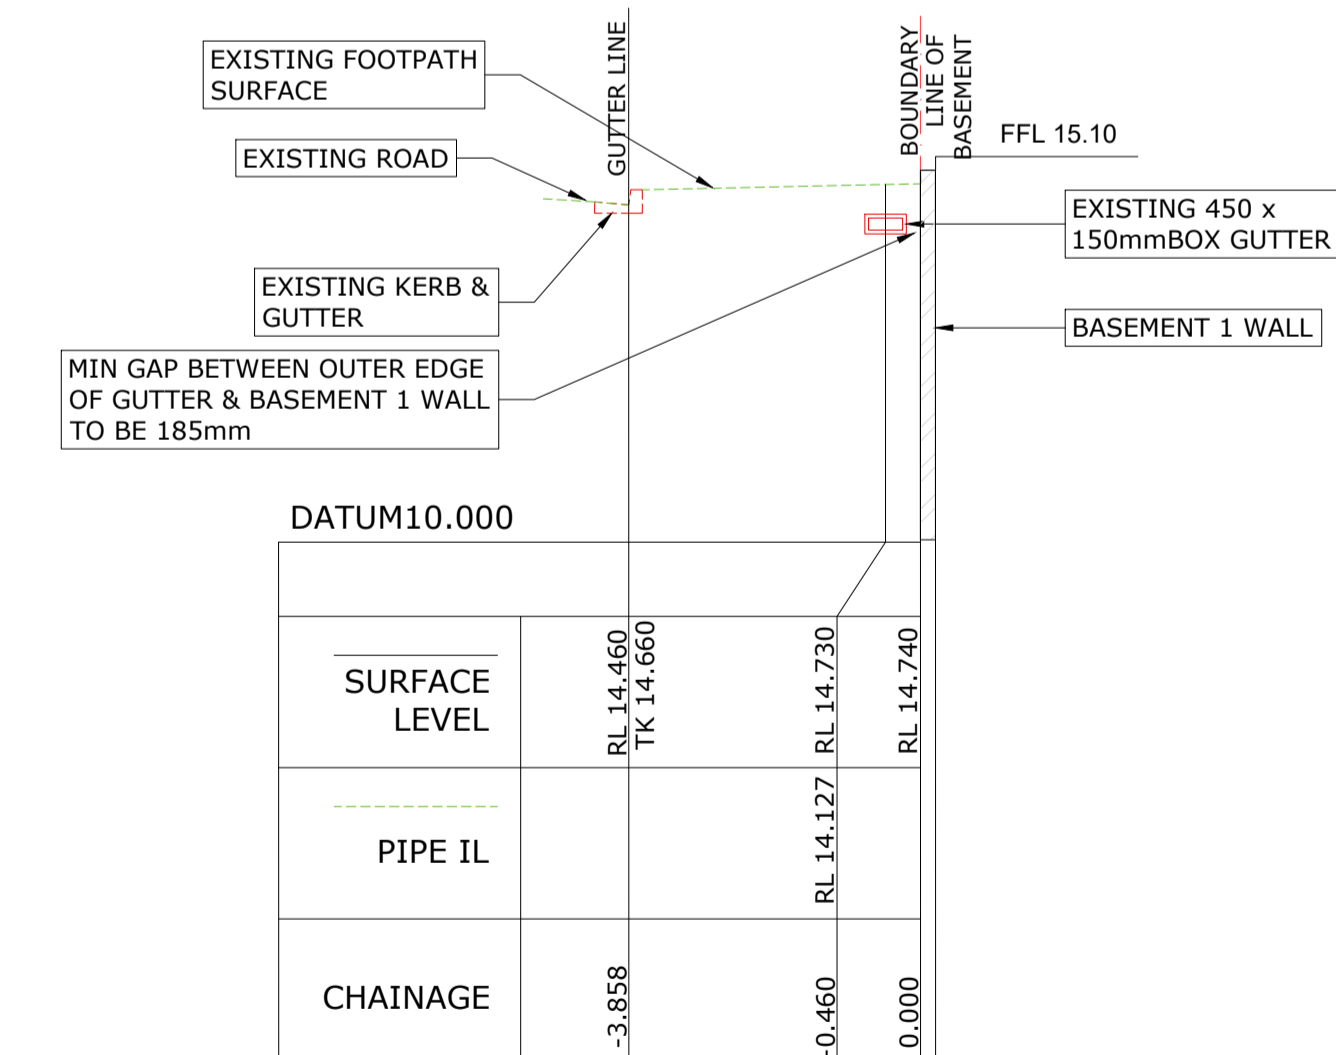 EXISTING FOOTPATH
SURFACE
GUTTER LINE
BOUNDARY
LINE OF
BASEMENT
FFL 15.10
EXISTING ROAD
EXISTING 450 x
150mmBOX GUTTER
EXISTING KERB &
GUTTER
BASEMENT 1 WALL
MIN GAP BETWEEN OUTER EDGE
OF GUTTER & BASEMENT 1 WALL
TO BE 185mm
DATUM10.000
SURFACE
LEVEL
RL 14.460
TK 14.660
RL 14.730
RL 14.740
PIPE IL
RL 14.127
CHAINAGE
-3.858
-0.460
0.000